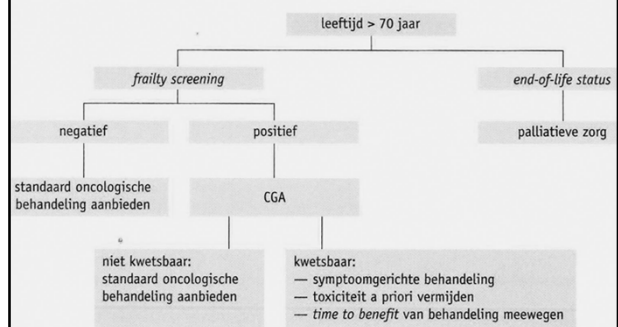 leeftijd > 70 jaar
frailty screening
end-of-life status
negatief
positief
palliatieve zorg
standaard oncologische
behandeling aanbieden
CGA
niet kwetsbaar:
standaard oncologische
behandeling aanbieden
kwetsbaar:
— symptoomgerichte behandeling
— toxiciteit a priori vermijden
— time to benefit van behandeling meewegen